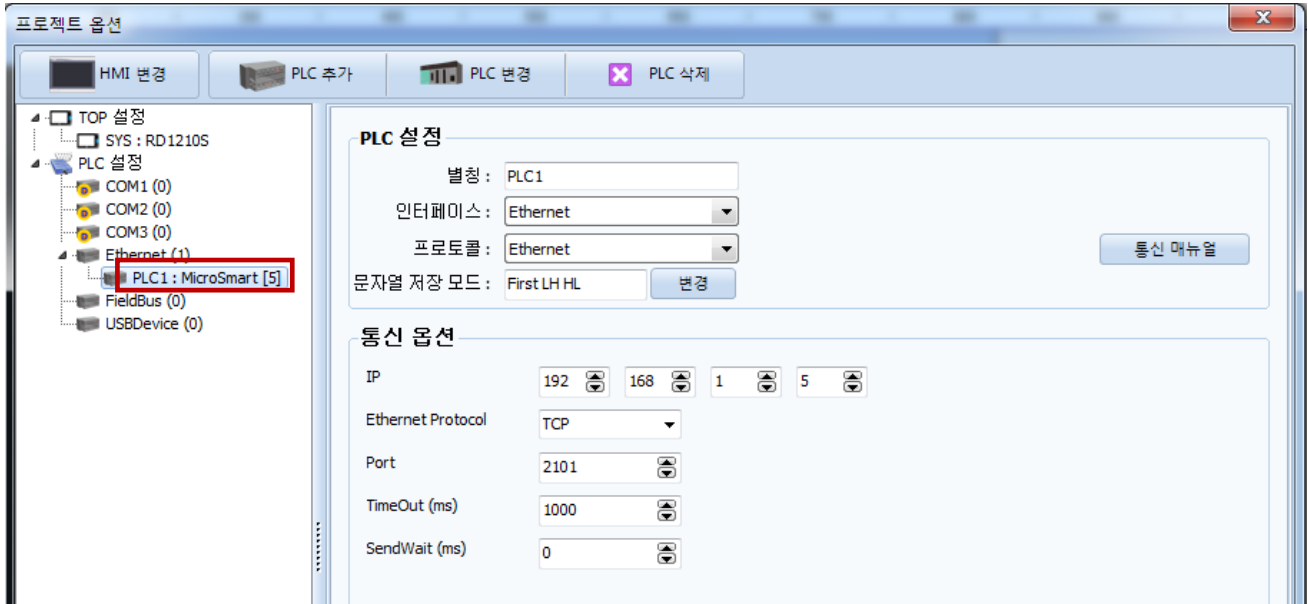 프로젝트 옵션
HMI 변경
PLC 추가
PLC 변경
PLC 삭제
TOP 설정
SYS : RD1210S
PLC 설정
COM1 (0)
COM2 (0)
COM3 (0)
Ethernet (1)
PLC1 : MicroSmart [5]
FieldBus (0)
USBDevice (0)
PLC 설정
별칭 : PLC1
인터페이스 : Ethernet
프로토콜 : Ethernet
통신 매뉴얼
문자열 저장 모드 : First LH HL 변경
통신 옵션
IP 192 168 1 5
Ethernet Protocol TCP
Port 2101
TimeOut (ms) 1000
SendWait (ms) 0